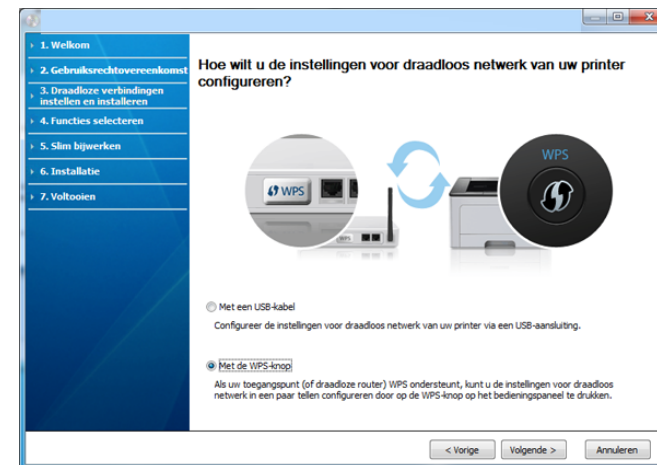 1. Welkom
2. Gebruiksrechtovereenkomst
3. Draadloze verbindingen
instellen en installeren
4. Functies selecteren
5. Slim bijwerken
6. Installatie
7. Voltooien
Hoe wilt u de instellingen voor draadloos netwerk van uw printer
configureren?
WPS
WPS
WPS
Met een USB-kabel
Configureer de instellingen voor draadloos netwerk van uw printer via een USB-aansluiting.
Met de WPS-knop
Als uw toegangspunt (of draadloze router) WPS ondersteunt, kunt u de instellingen voor draadloos
netwerk in een paar tellen configureren door op de WPS-knop op het bedieningspaneel te drukken.
< Vorige
Volgende >
Annuleren